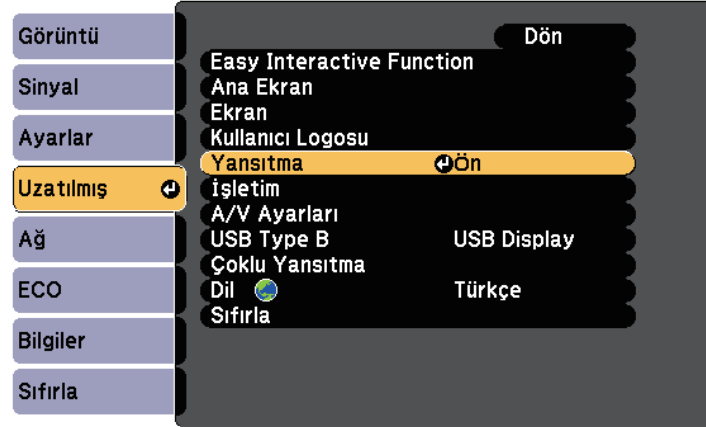 Görüntü
Sinyal
Ayarlar
Uzatılmış
Ağ
ECO
Bilgiler
Sıfırla
Dön
Easy Interactive Function
Ana Ekran
Ekran
Kullanıcı Logosu
Yansıtma Ön
İşletim
A/V Ayarları
USB Type B USB Display
Çoklu Yansıtma
Dil Türkçe
Sıfırla